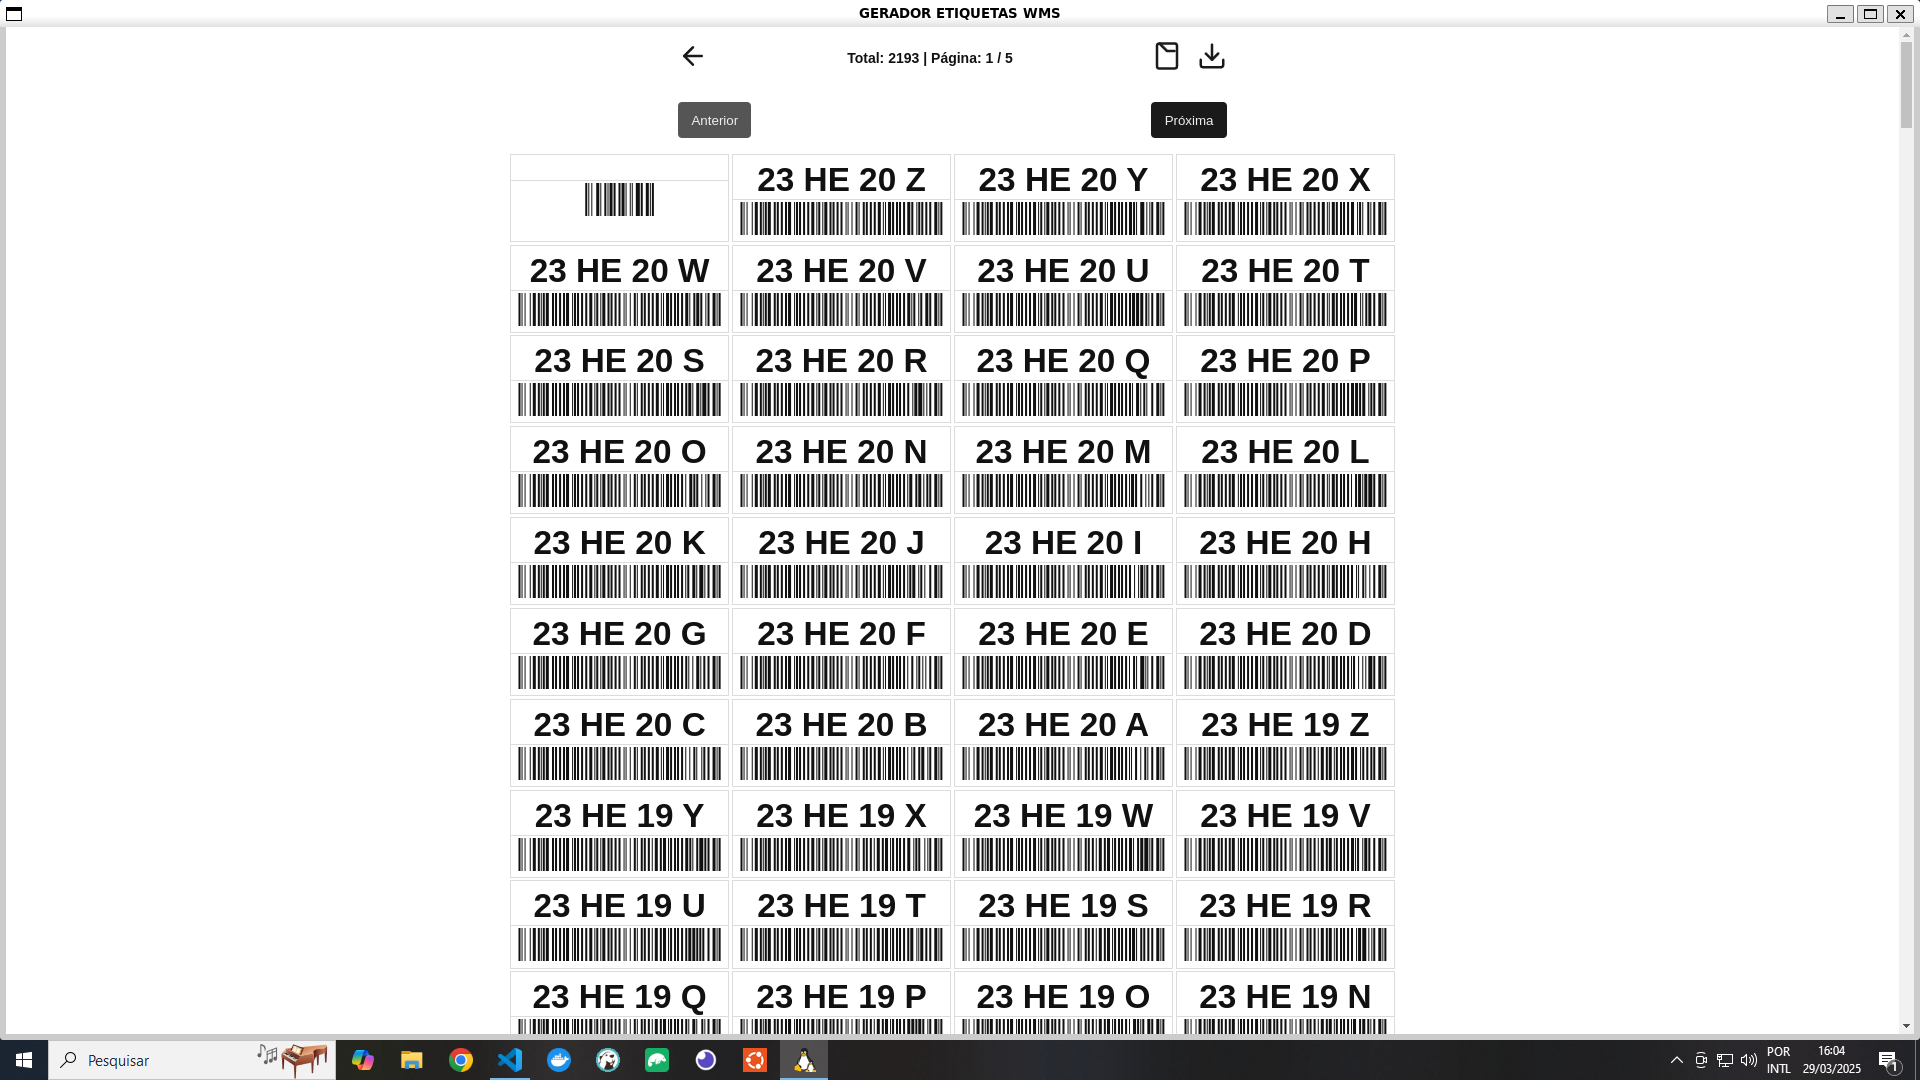 GERADOR ETIQUETAS WMS
Total: 2193 | Página: 1 / 5
Anterior
Próxima
23 HE 20 Z
23 HE 20 Y
23 HE 20 X
23 HE 20 W
23 HE 20 V
23 HE 20 U
23 HE 20 T
23 HE 20 S
23 HE 20 R
23 HE 20 Q
23 HE 20 P
23 HE 20 O
23 HE 20 N
23 HE 20 M
23 HE 20 L
23 HE 20 K
23 HE 20 J
23 HE 20 I
23 HE 20 H
23 HE 20 G
23 HE 20 F
23 HE 20 E
23 HE 20 D
23 HE 20 C
23 HE 20 B
23 HE 20 A
23 HE 19 Z
23 HE 19 Y
23 HE 19 X
23 HE 19 W
23 HE 19 V
23 HE 19 U
23 HE 19 T
23 HE 19 S
23 HE 19 R
23 HE 19 Q
23 HE 19 P
23 HE 19 O
23 HE 19 N
Pesquisar
POR
INTL
16:04
29/03/2025
1